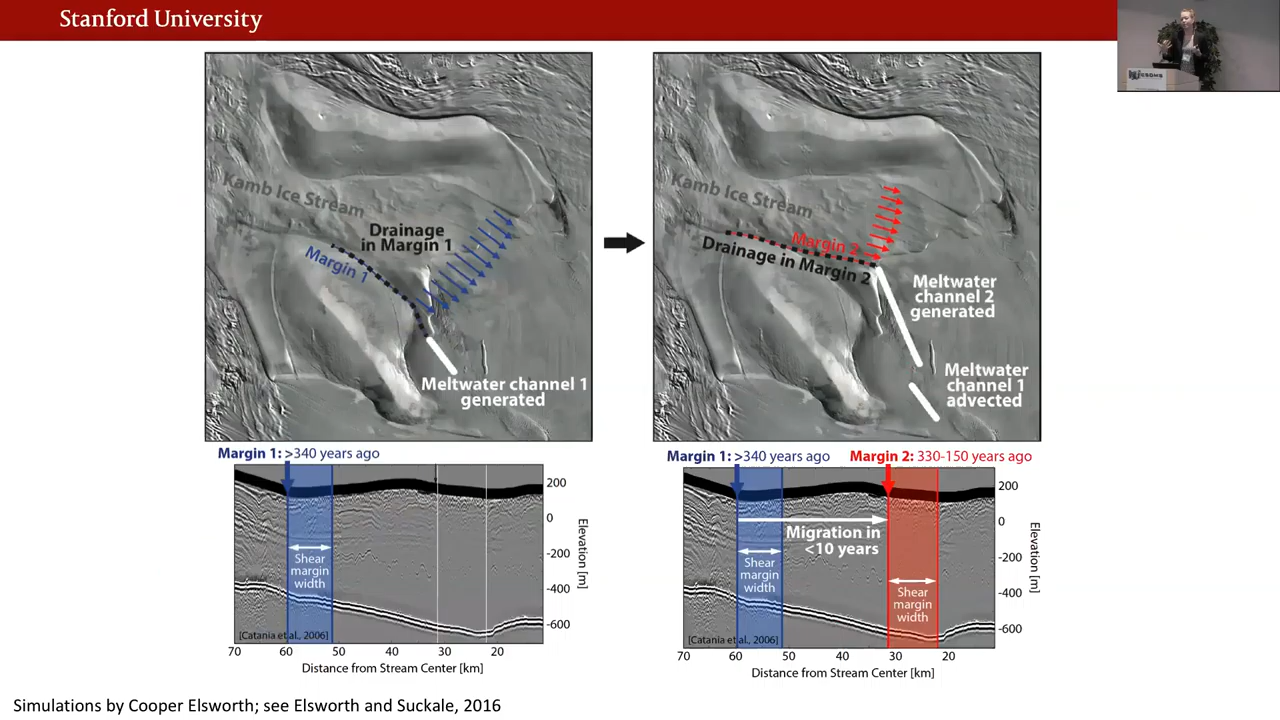 Stanford University
CSDMS
Kamb Ice Stream
Drainage
in Margin 1
Margin 1
Meltwater channel 1
generated
Kamb Ice Stream
Margin 2
Drainage in Margin 2
Meltwater
channel 2
generated
Meltwater
channel 1
advected
Margin 1: >340 years ago
Shear
margin
width
[Catania et al., 2006]
200
0
-200
-400
-600
Elevation [m]
70 60 50 40 30 20
Distance from Stream Center [km]
Margin 1: >340 years ago
Margin 2: 330-150 years ago
Migration in
<10 years
Shear
margin
width
Shear
margin
width
[Catania et al., 2006]
200
0
-200
-400
-600
Elevation [m]
70 60 50 40 30 20
Distance from Stream Center [km]
Simulations by Cooper Elsworth; see Elsworth and Suckale, 2016